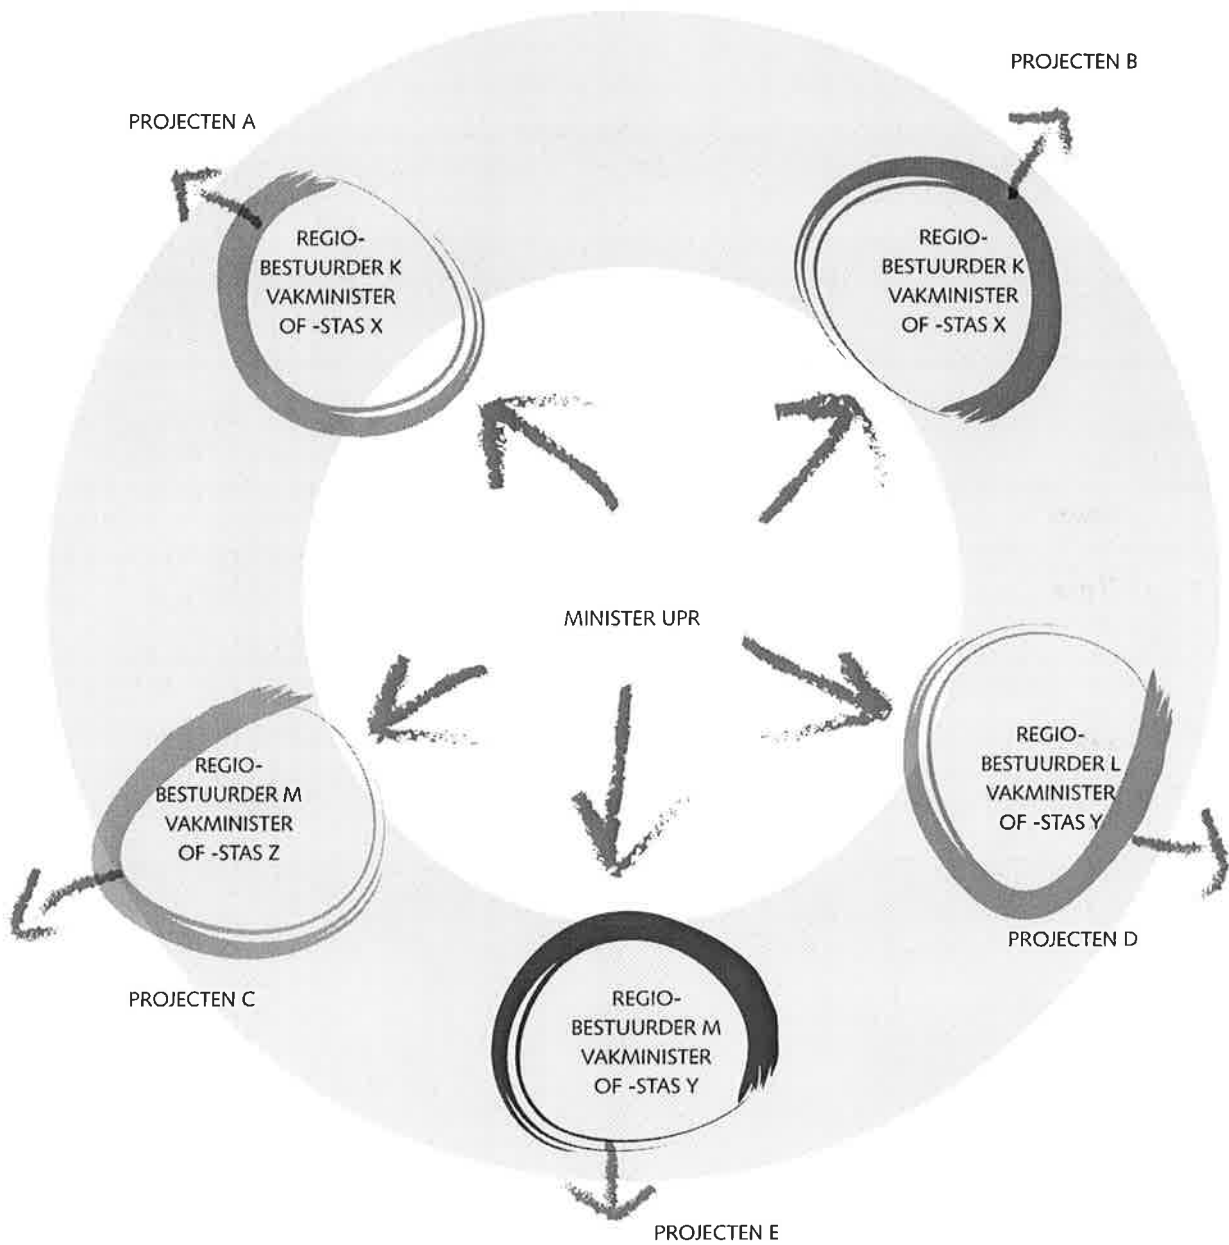 PROJECTEN B
PROJECTEN A
REGIO-
BESTUURDER K
VAKMINISTER
OF -STAS X
REGIO-
BESTUURDER K
VAKMINISTER
OF -STAS X
MINISTER UPR
REGIO-
BESTUURDER M
VAKMINISTER
OF -STAS Z
REGIO-
BESTUURDER L
VAKMINISTER
OF -STAS Y
PROJECTEN D
PROJECTEN C
REGIO-
BESTUURDER M
VAKMINISTER
OF -STAS Y
PROJECTEN E